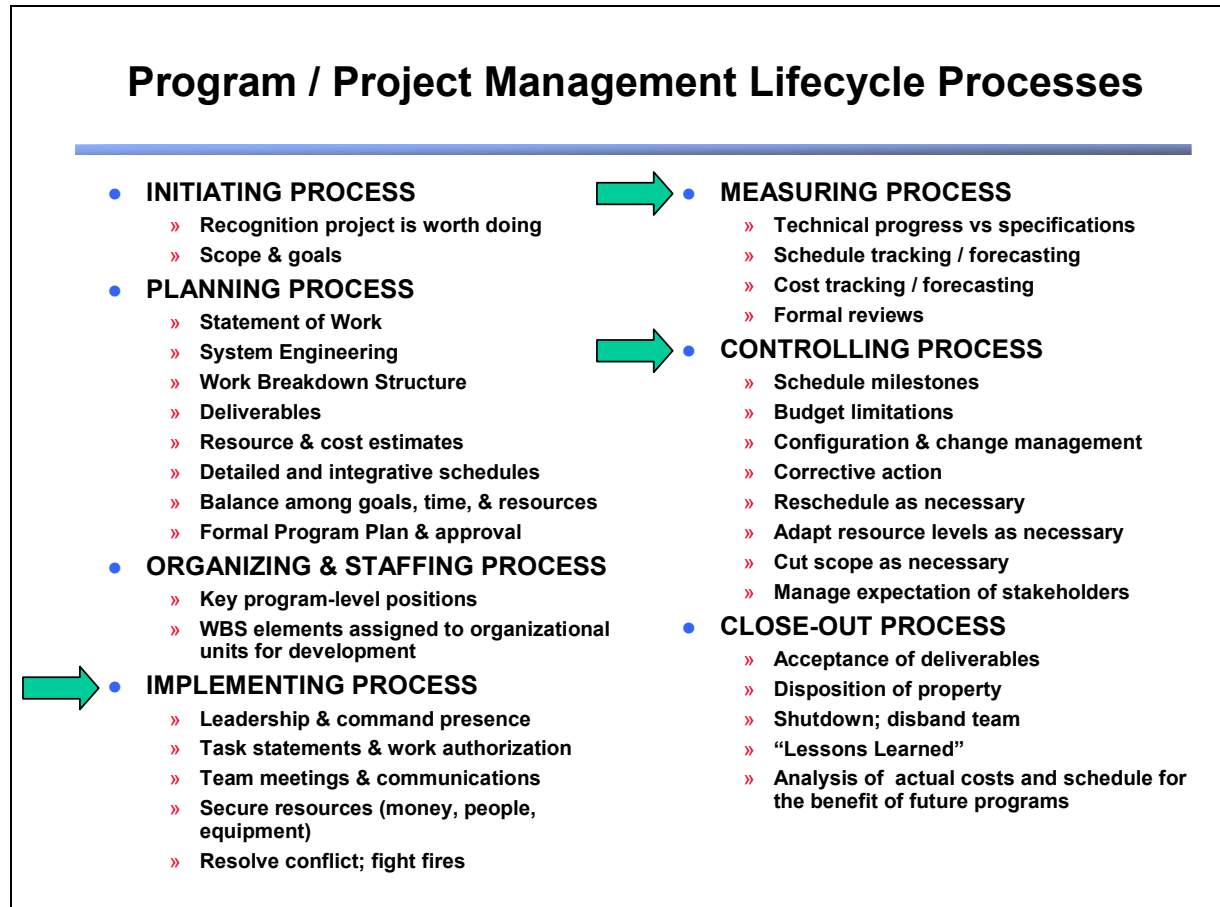 Program / Project Management Lifecycle Processes
● INITIATING PROCESS
» Recognition project is worth doing
» Scope & goals
● PLANNING PROCESS
» Statement of Work
» System Engineering
» Work Breakdown Structure
» Deliverables
» Resource & cost estimates
» Detailed and integrative schedules
» Balance among goals, time, & resources
» Formal Program Plan & approval
● ORGANIZING & STAFFING PROCESS
» Key program-level positions
» WBS elements assigned to organizational
units for development
● IMPLEMENTING PROCESS
» Leadership & command presence
» Task statements & work authorization
» Team meetings & communications
» Secure resources (money, people,
equipment)
» Resolve conflict; fight fires
● MEASURING PROCESS
» Technical progress vs specifications
» Schedule tracking / forecasting
» Cost tracking / forecasting
» Formal reviews
● CONTROLLING PROCESS
» Schedule milestones
» Budget limitations
» Configuration & change management
» Corrective action
» Reschedule as necessary
» Adapt resource levels as necessary
» Cut scope as necessary
» Manage expectation of stakeholders
● CLOSE-OUT PROCESS
» Acceptance of deliverables
» Disposition of property
» Shutdown; disband team
» “Lessons Learned”
» Analysis of actual costs and schedule for
the benefit of future programs